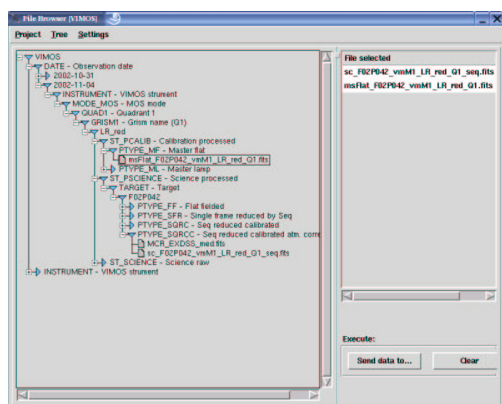 File Browser [VIMOS]
Project Tree Settings
VIMOS
DATE - Observation date
2002-10-31
2002-11-04
INSTRUMENT - VIMOS strument
MODE_MOS - MOS mode
QUAD1 - Quadrant 1
GRISM1 - Grism name (Q1)
LR_red
ST_PCALIB - Calibration processed
PTYPE_MF - Master flat
msFlat_F02P042_vmM1_LR_red_Q1.fits
PTYPE_ML - Master lamp
ST_PSCIENCE - Science processed
TARGET - Target
F02P042
PTYPE_FF - Flat fielded
PTYPE_SFR - Single frame reduced by Seq
PTYPE_SQRC - Seq reduced calibrated
PTYPE_SQRCC - Seq reduced calibrated atm. corre
MCR_EXDSS_med.fits
sc_F02P042_vmM1_LR_red_Q1_seq.fits
ST_SCIENCE - Science raw
INSTRUMENT - VIMOS strument
File selected
sc_F02P042_vmM1_LR_red_Q1_seq.fits
msFlat_F02P042_vmM1_LR_red_Q1.fits
Execute:
Send data to... Clear